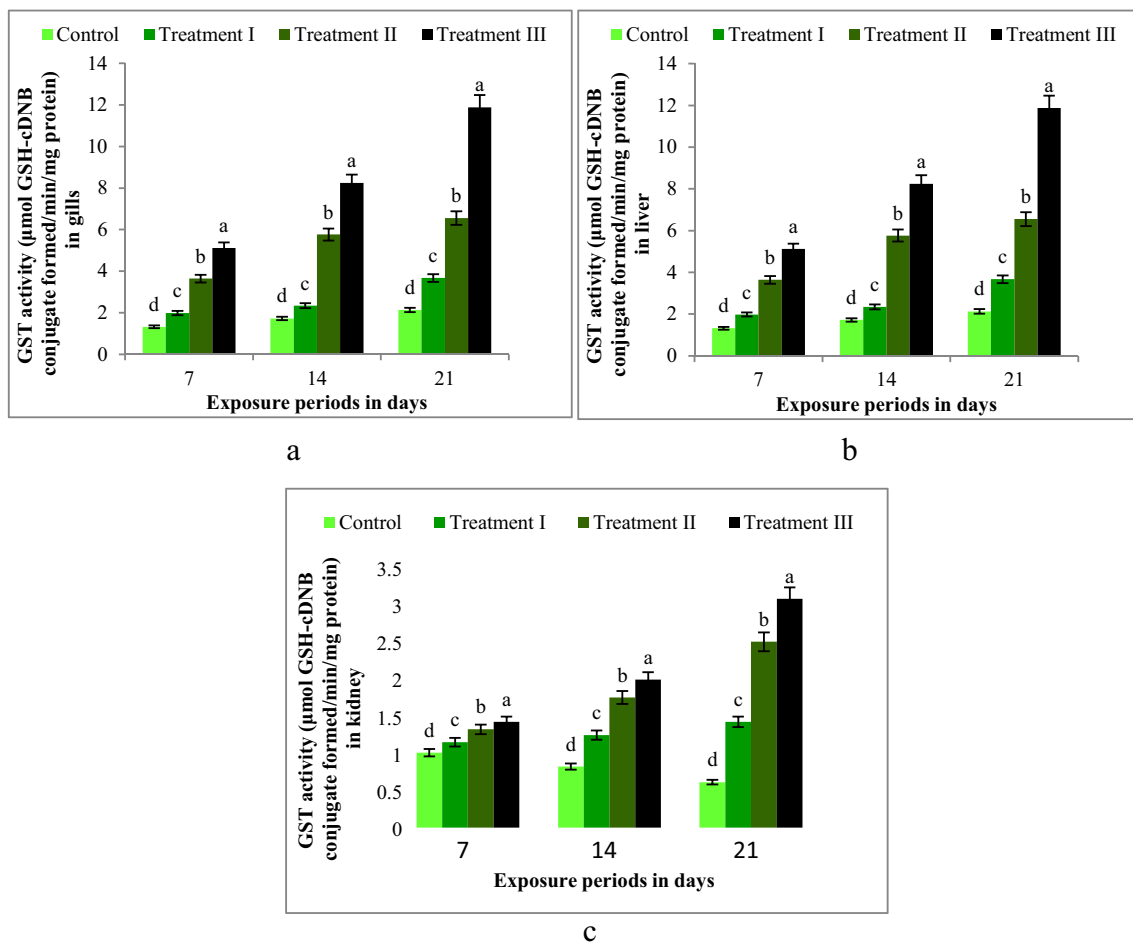 Control Treatment I Treatment II Treatment III
GST activity (µmol GSH-cDNB
conjugate formed/min/mg protein)
in gills
14
12
10
8
6
4
2
0
d c b a
d c b a
d c b a
7 14 21
Exposure periods in days
a
Control Treatment I Treatment II Treatment III
GST activity (µmol GSH-cDNB
conjugate formed/min/mg protein)
in liver
14
12
10
8
6
4
2
0
d c b a
d c b a
d c b a
7 14 21
Exposure periods in days
b
Control Treatment I Treatment II Treatment III
GST activity (µmol GSH-cDNB
conjugate formed/min/mg protein)
in kidney
3.5
3
2.5
2
1.5
1
0.5
0
d c b a
d c b a
d c b a
7 14 21
Exposure periods in days
c